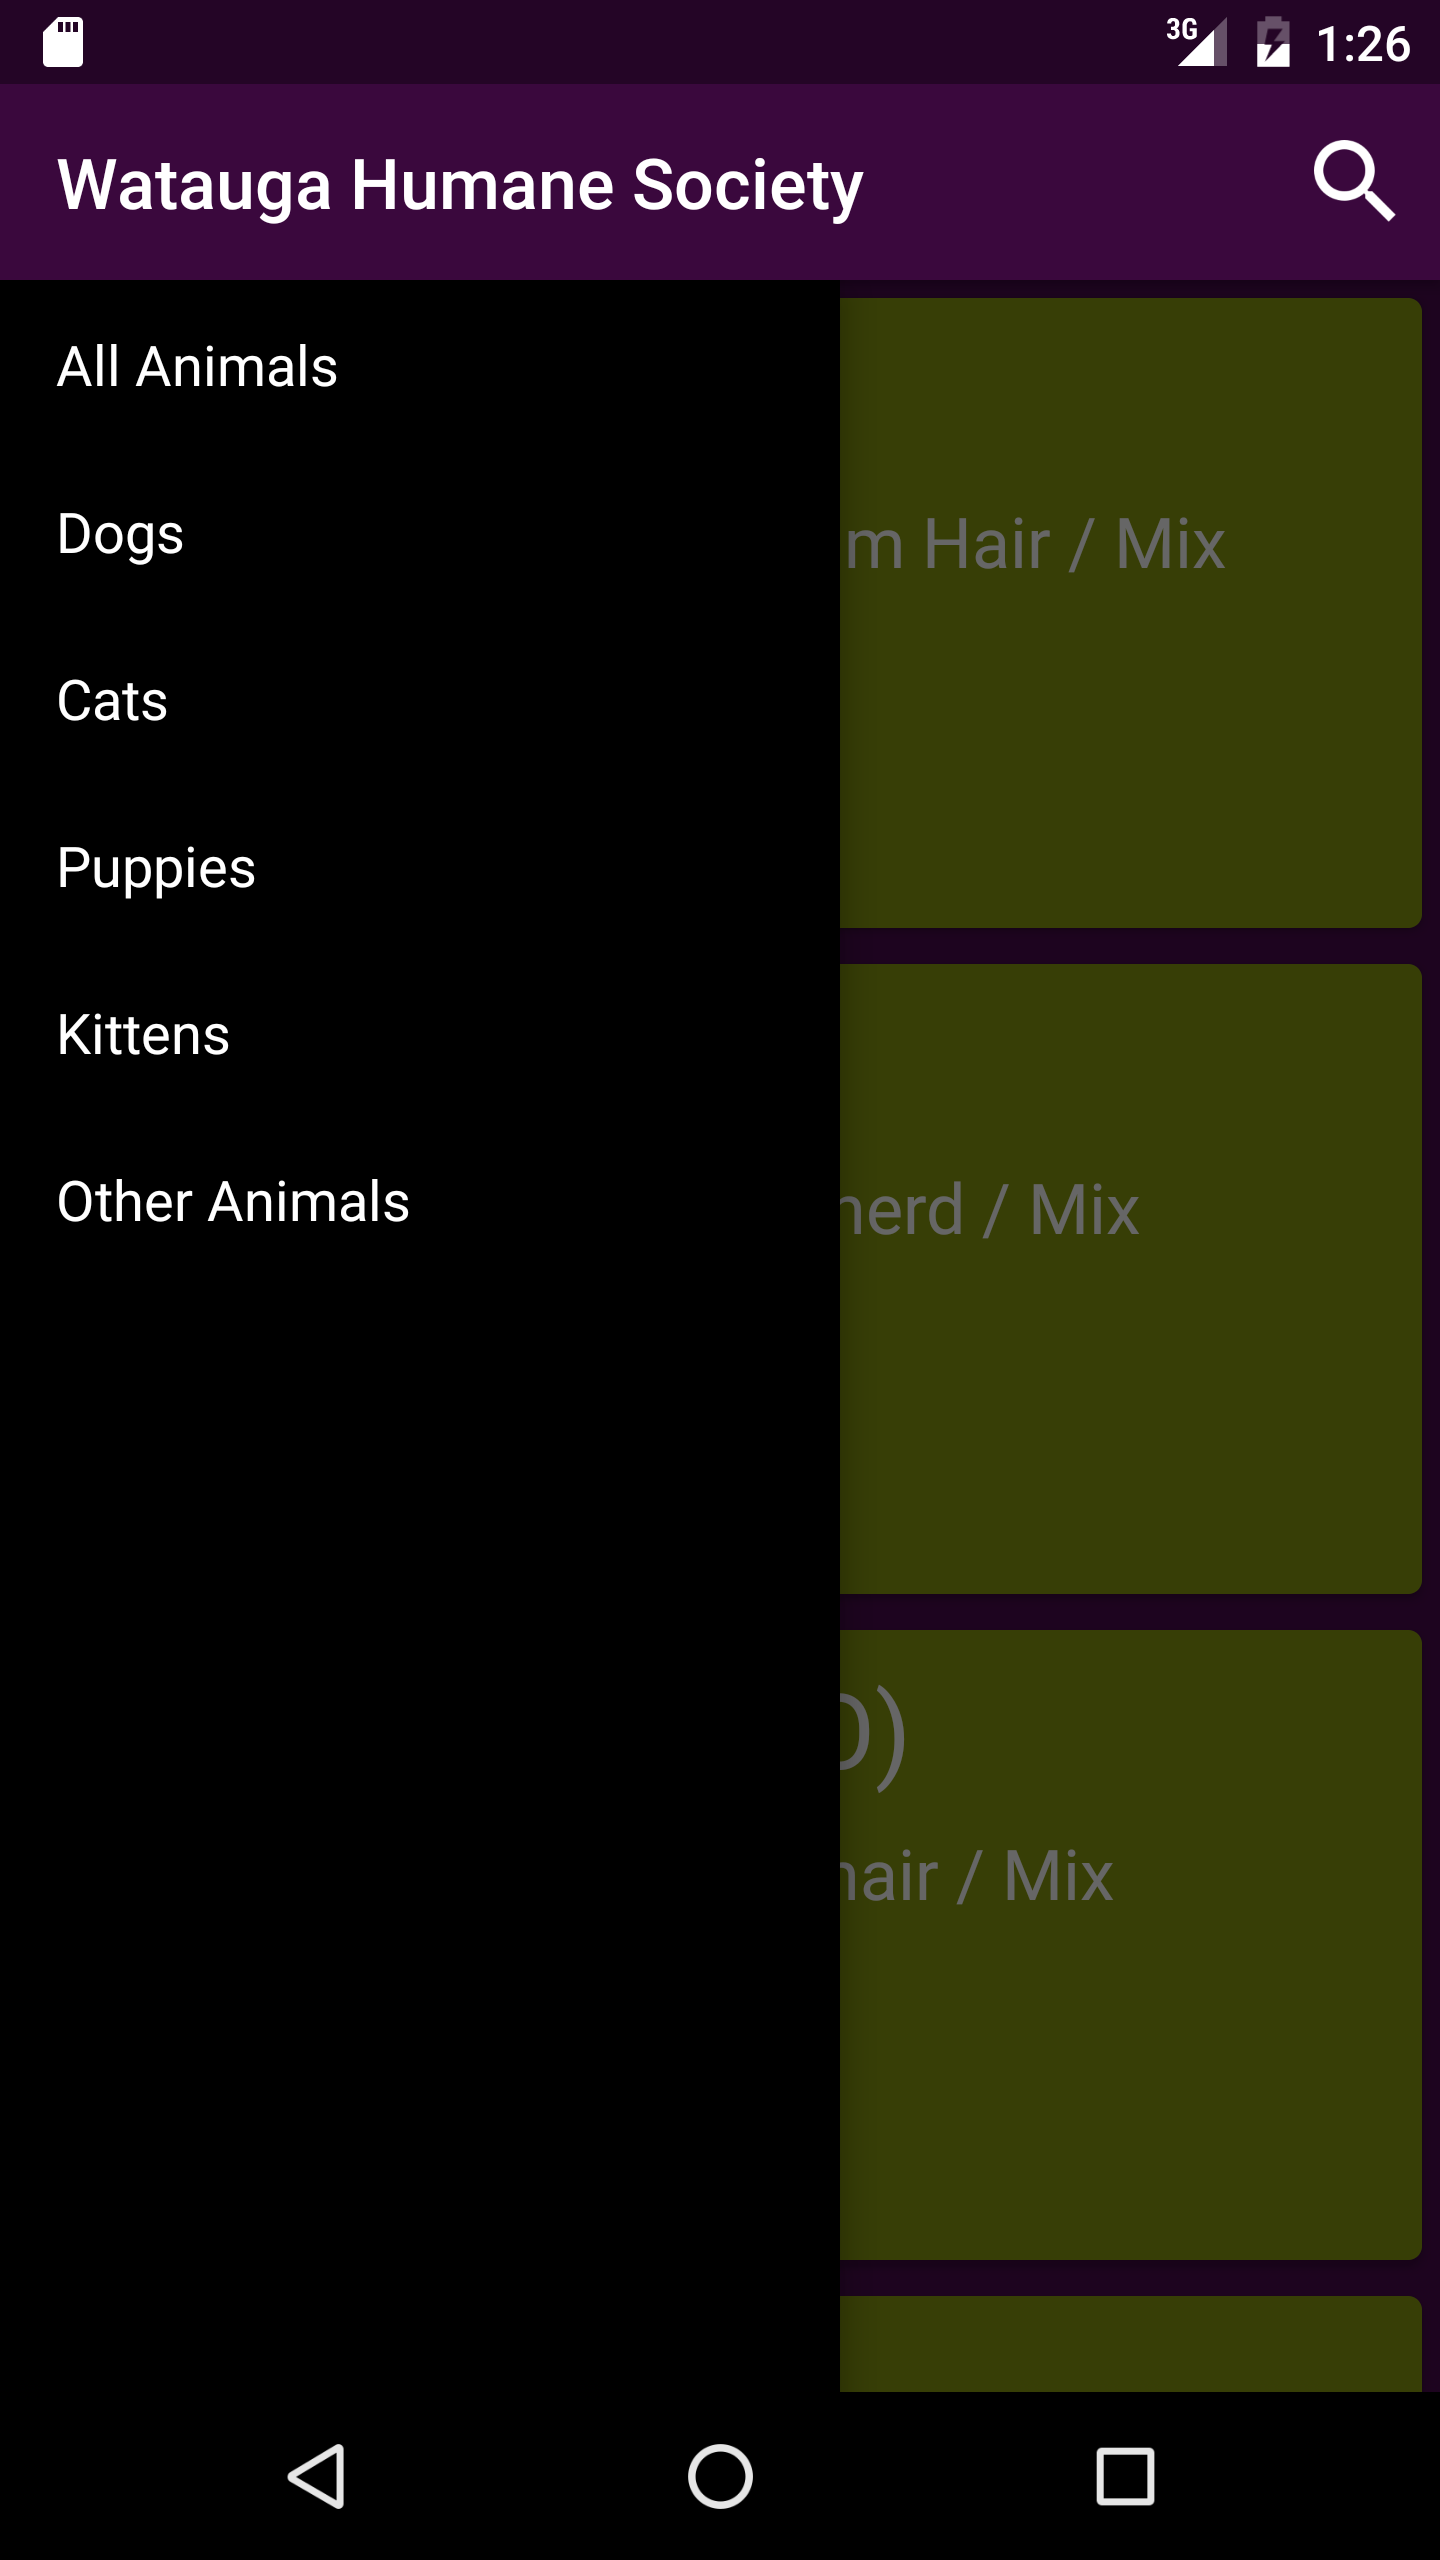 3G 1:26
Watauga Humane Society
All Animals
Dogs
Cats
Puppies
Kittens
Other Animals
m Hair / Mix
/ Mix
)
hair / Mix